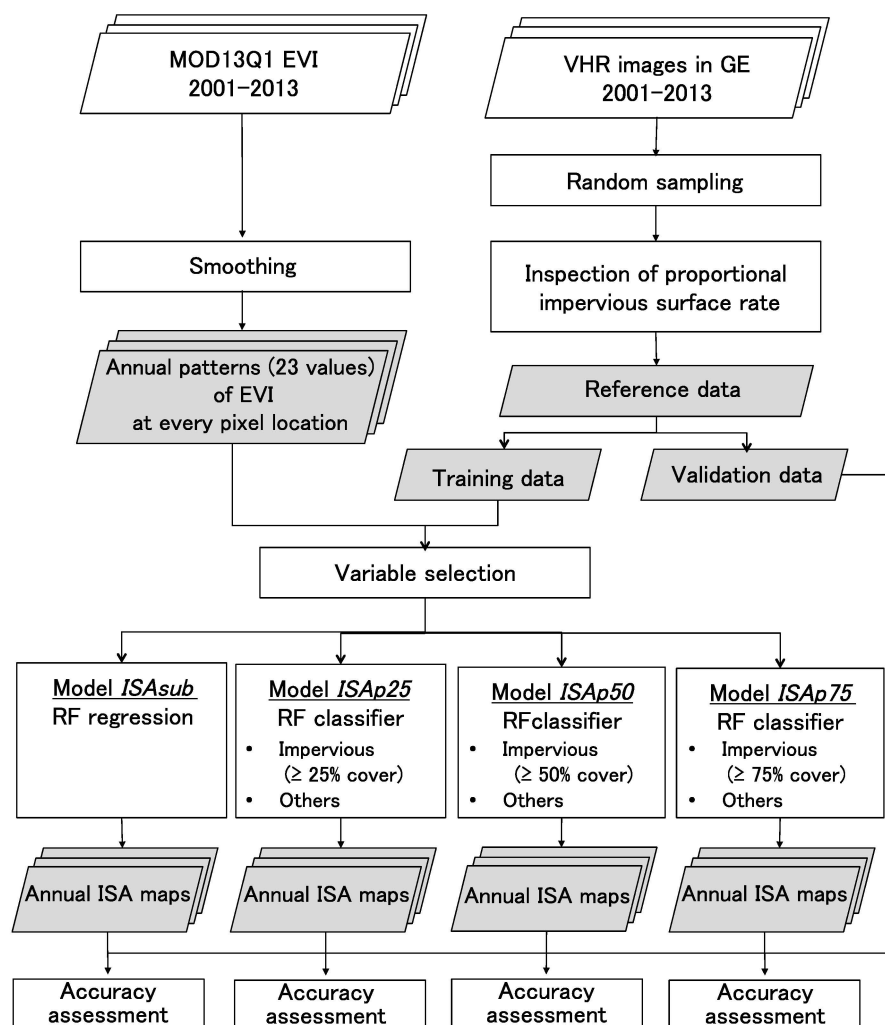 MOD13Q1 EVI
2001-2013
VHR images in GE
2001-2013
Random sampling
Smoothing
Inspection of proportional
impervious surface rate
Annual patterns (23 values)
of EVI
at every pixel location
Reference data
Training data
Validation data
Variable selection
Model ISAsub
RF regression
Model ISAp25
RF classifier
• Impervious
(≥ 25% cover)
• Others
Model ISAp50
RFclassifier
• Impervious
(≥ 50% cover)
• Others
Model ISAp75
RF classifier
• Impervious
(≥ 75% cover)
• Others
Annual ISA maps
Annual ISA maps
Annual ISA maps
Annual ISA maps
Accuracy
assessment
Accuracy
assessment
Accuracy
assessment
Accuracy
assessment